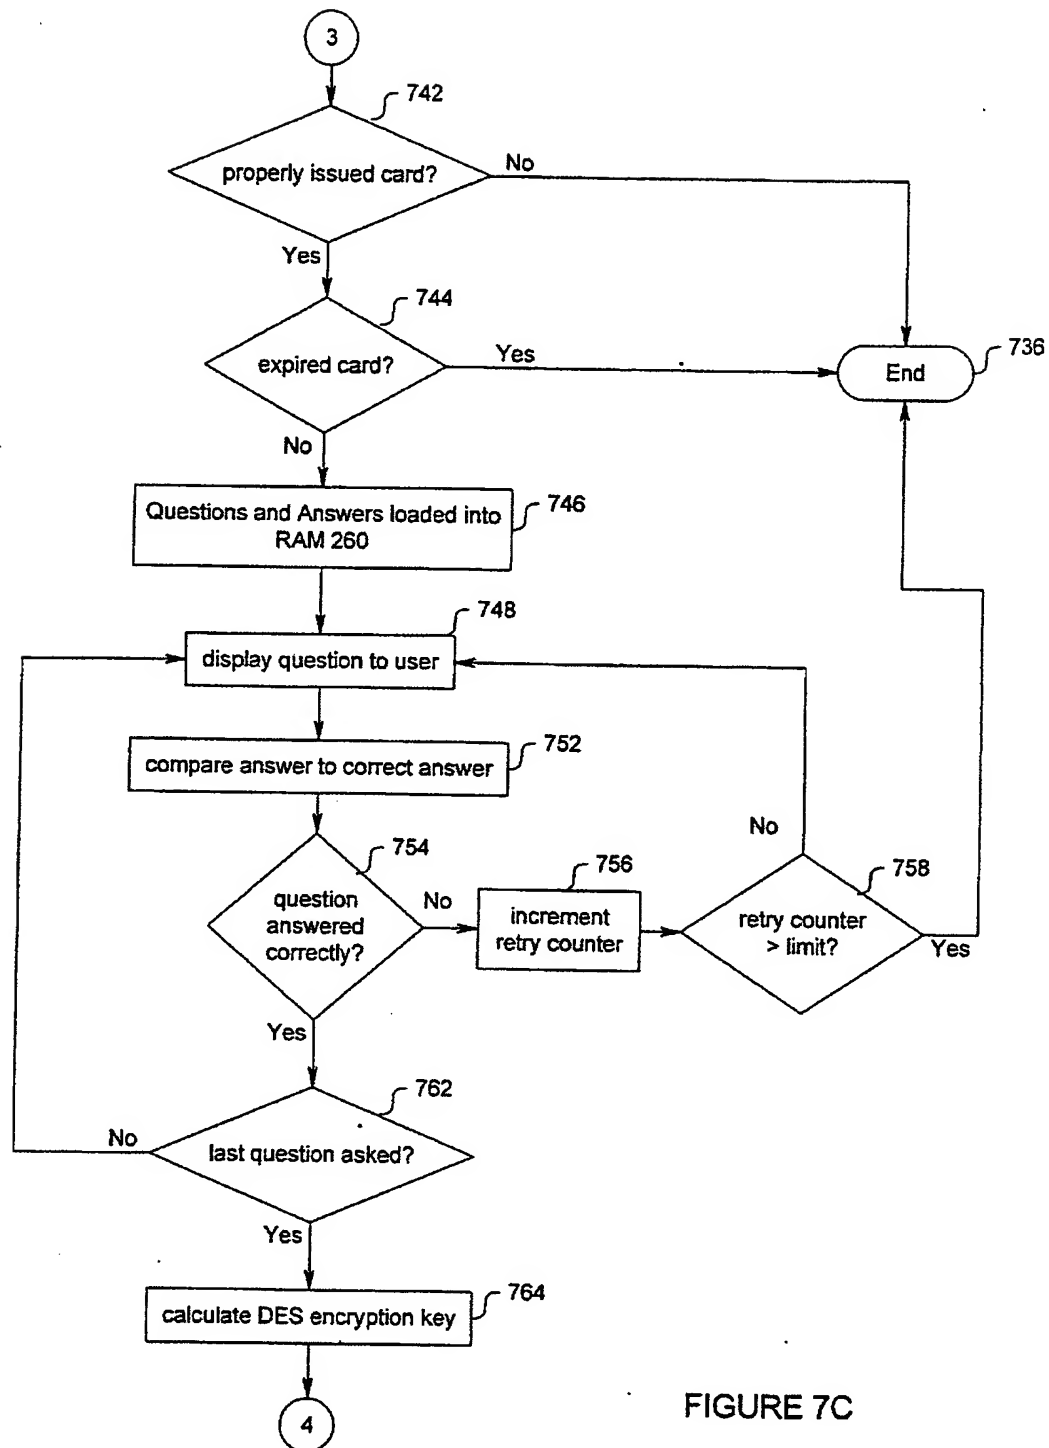 3
742
properly issued card?
No
Yes
744
expired card?
Yes
736
End
No
746
Questions and Answers loaded into
RAM 260
748
display question to user
752
compare answer to correct answer
No
754
question
answered
correctly?
No
756
increment
retry counter
758
retry counter
> limit?
Yes
Yes
762
No
last question asked?
Yes
764
calculate DES encryption key
4
FIGURE 7C